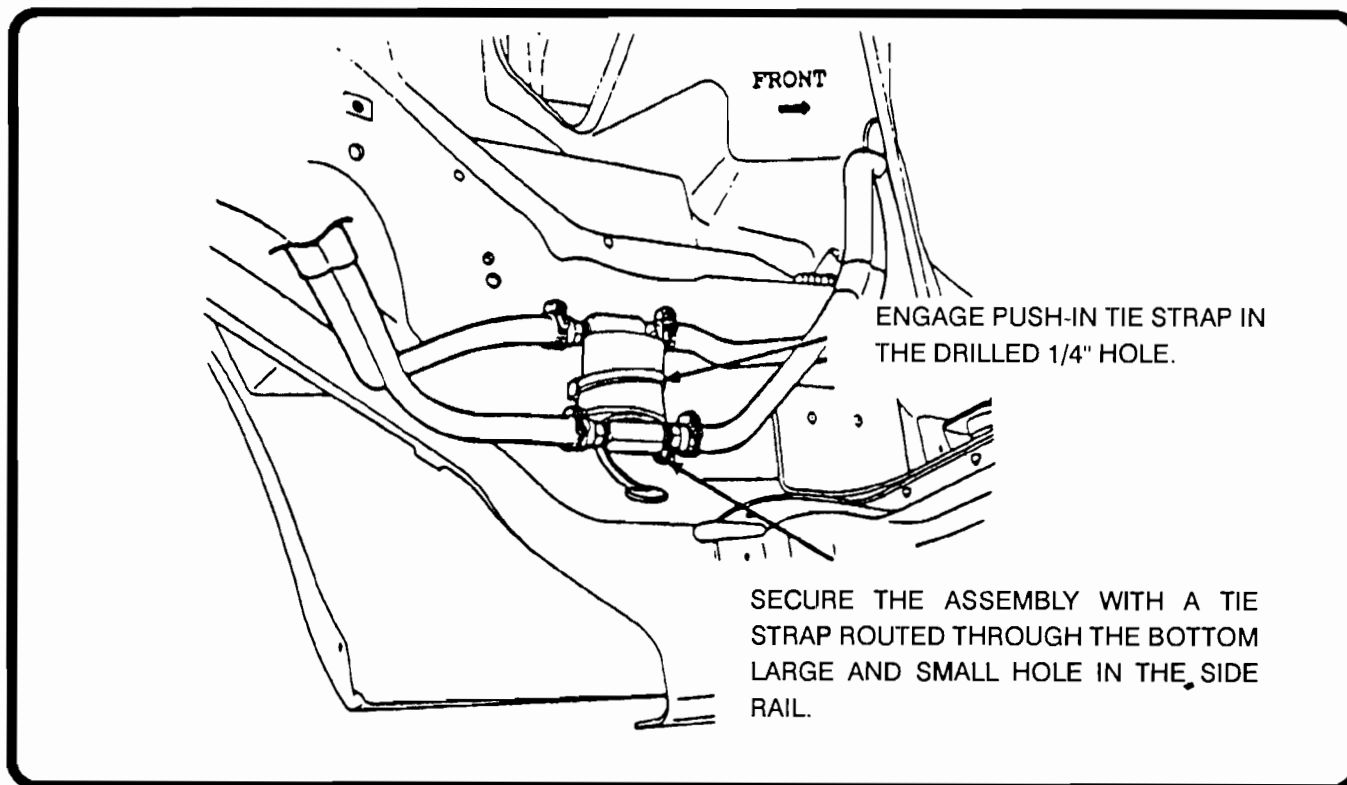 FRONT
ENGAGE PUSH-IN TIE STRAP IN
THE DRILLED 1/4" HOLE.
SECURE THE ASSEMBLY WITH A TIE
STRAP ROUTED THROUGH THE BOTTOM
LARGE AND SMALL HOLE IN THE SIDE
RAIL.